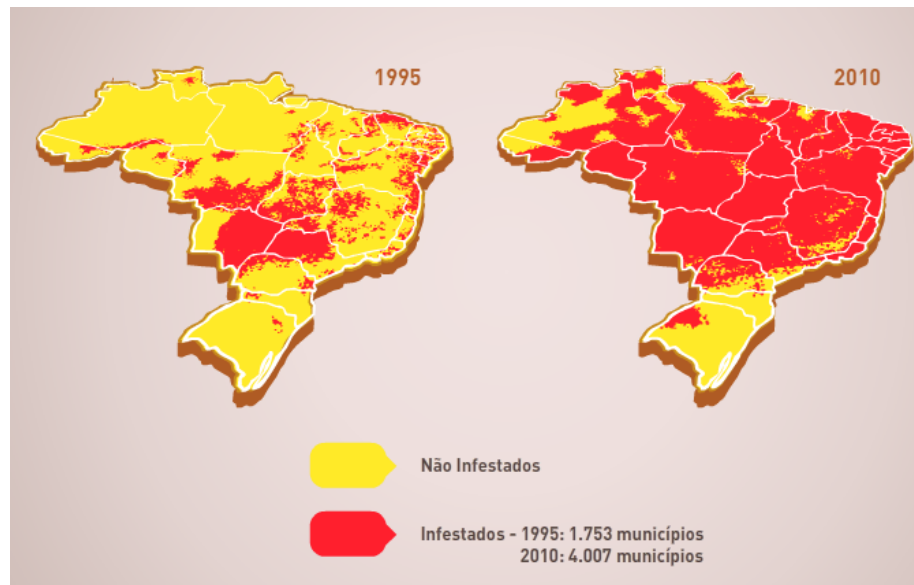 1995
2010
Não Infestados
Infestados - 1995: 1.753 municípios
2010: 4.007 municípios